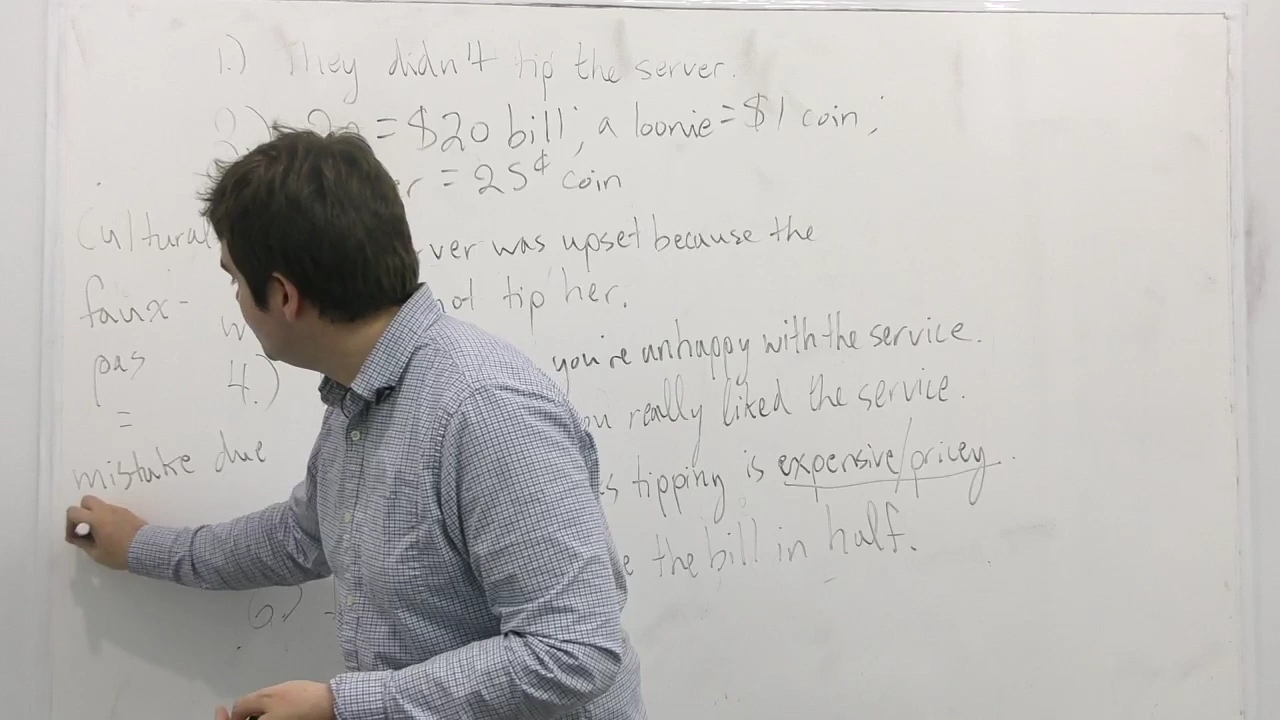 1.) They didn't tip the server.
2.) = $20 bill; a loonie = $1 coin;
= 25¢ coin
Cultural was upset because the
faux- not tip her.
you're unhappy with the service.
pas 4.)
really liked the service.
=
mistake due tipping is expensive/pricey.
the bill in half.
6.)